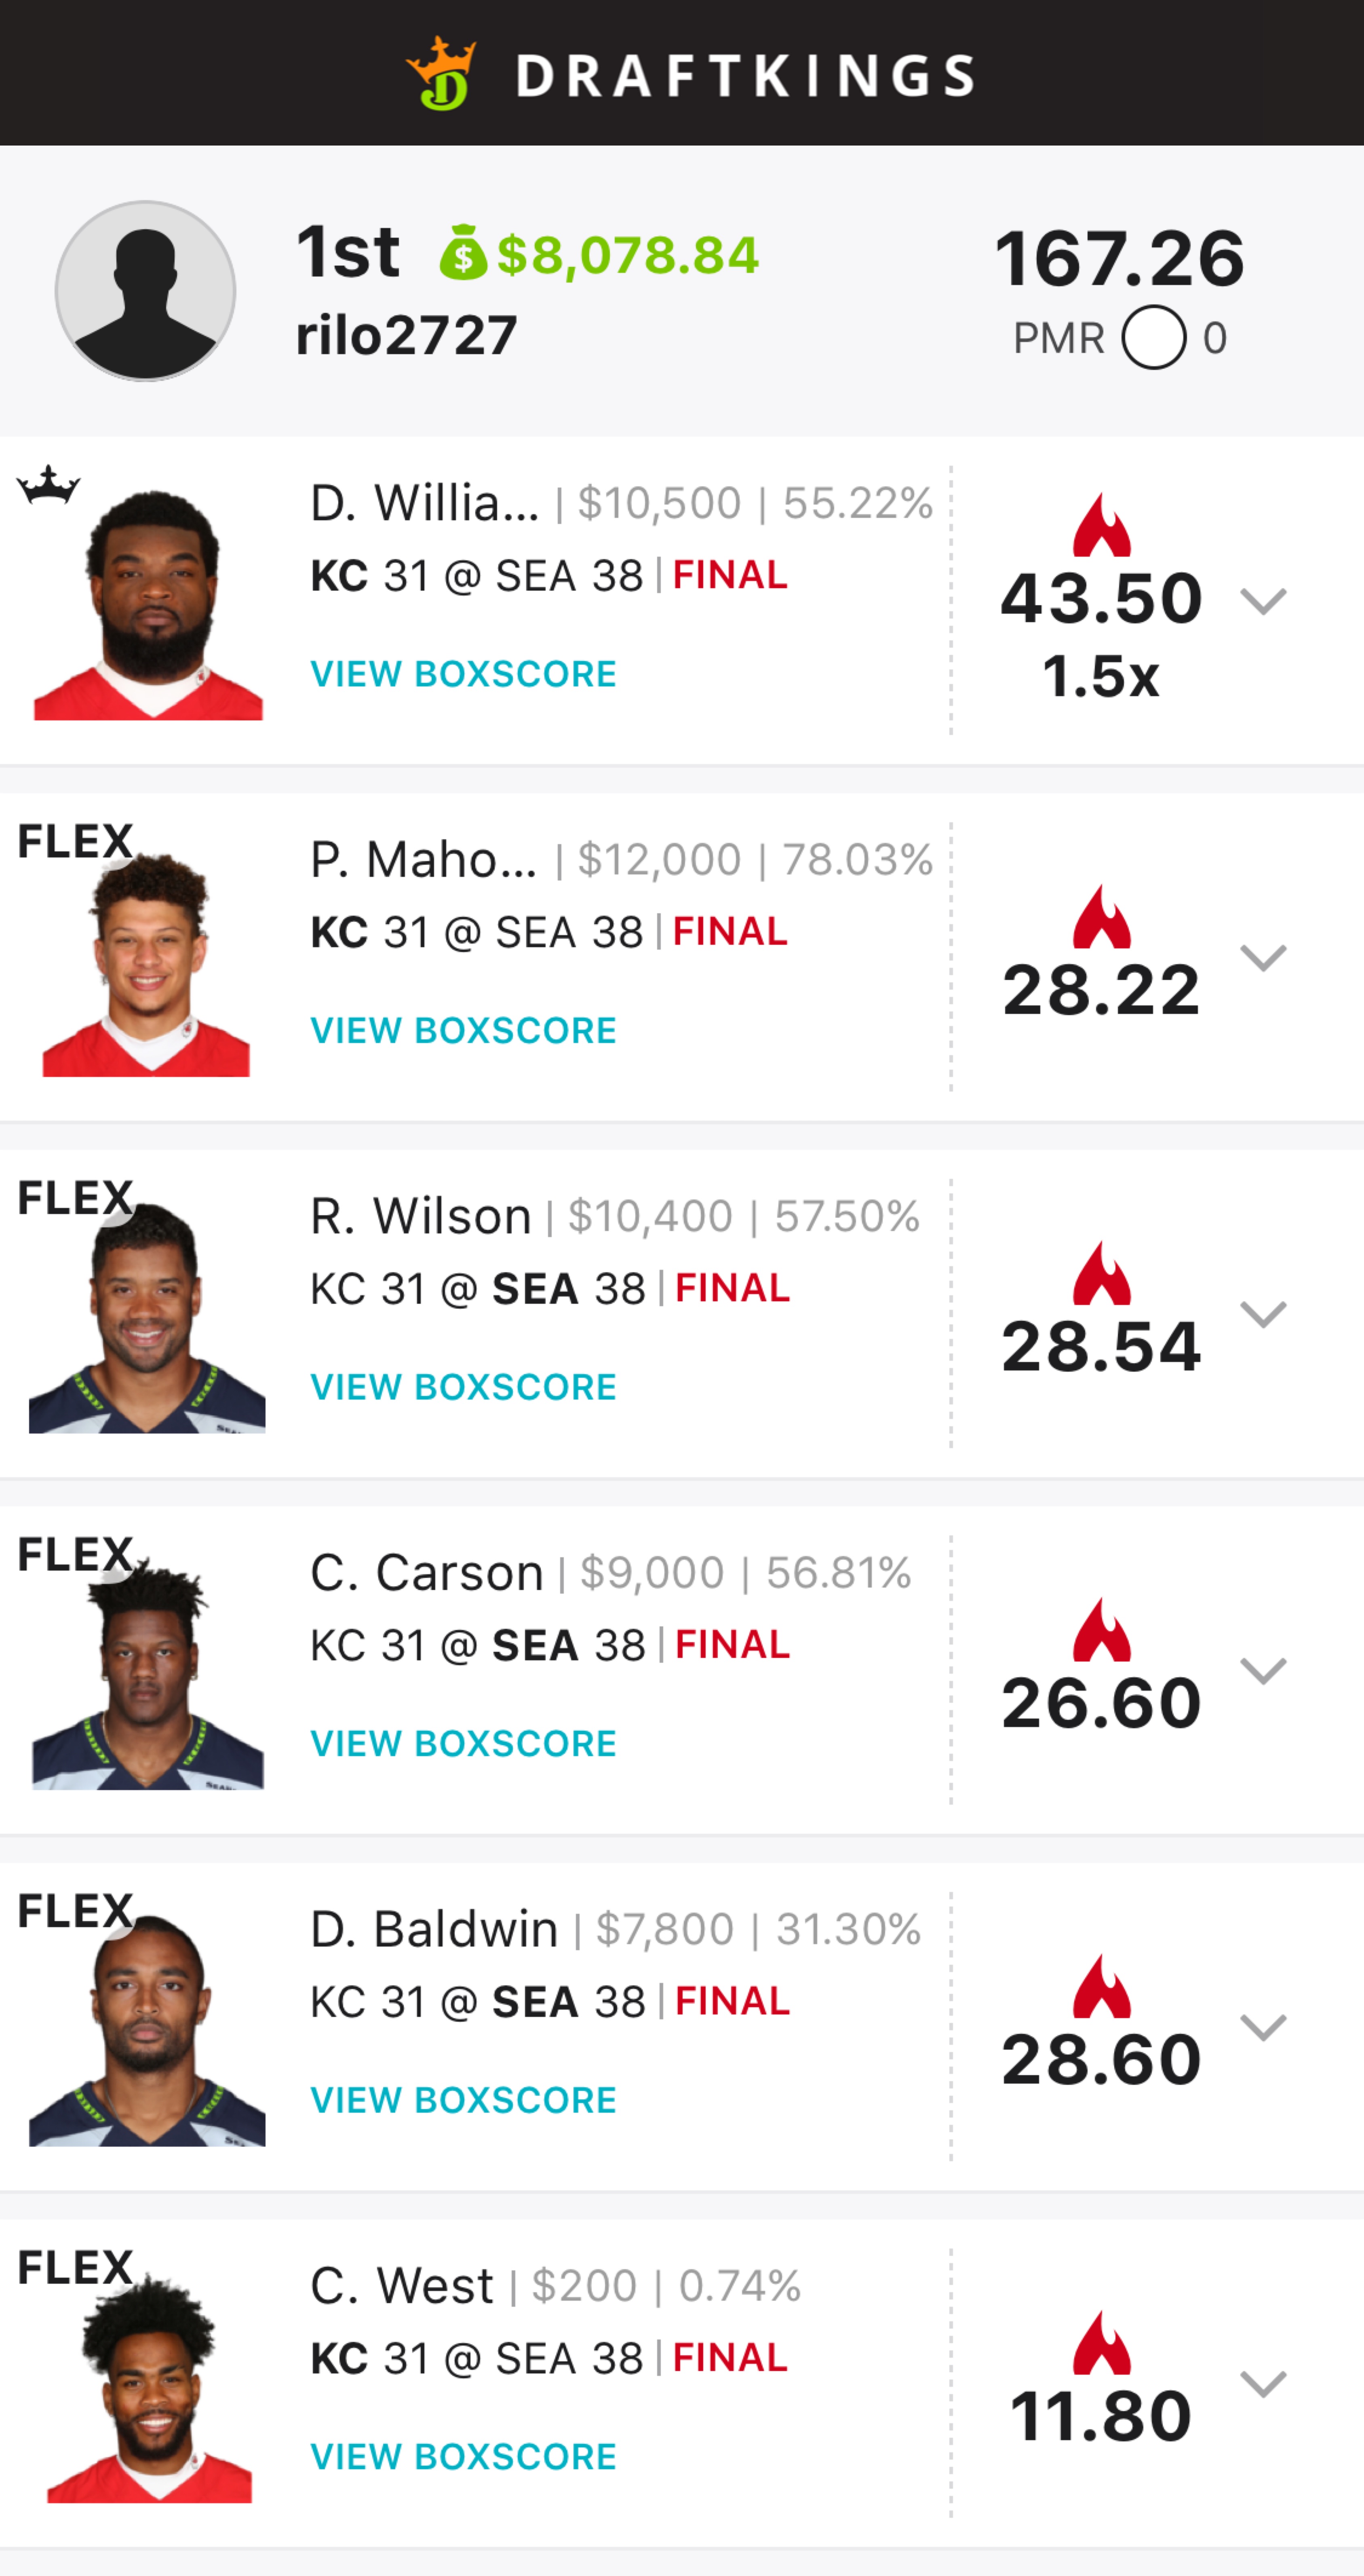 DRAFTKINGS
1st $8,078.84
rilo2727
167.26
PMR 0
D. Willia... | $10,500 | 55.22%
KC 31 @ SEA 38 | FINAL
VIEW BOXSCORE
43.50
1.5x
FLEX
P. Maho... | $12,000 | 78.03%
KC 31 @ SEA 38 | FINAL
VIEW BOXSCORE
28.22
FLEX
R. Wilson | $10,400 | 57.50%
KC 31 @ SEA 38 | FINAL
VIEW BOXSCORE
28.54
FLEX
C. Carson | $9,000 | 56.81%
KC 31 @ SEA 38 | FINAL
VIEW BOXSCORE
26.60
FLEX
D. Baldwin | $7,800 | 31.30%
KC 31 @ SEA 38 | FINAL
VIEW BOXSCORE
28.60
FLEX
C. West | $200 | 0.74%
KC 31 @ SEA 38 | FINAL
VIEW BOXSCORE
11.80